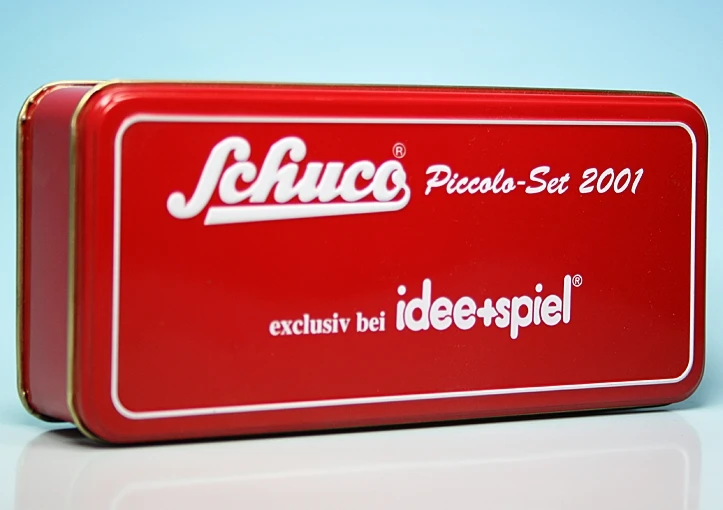 Schuco® Piccolo-Set 2001
exclusiv bei idee+spiel®